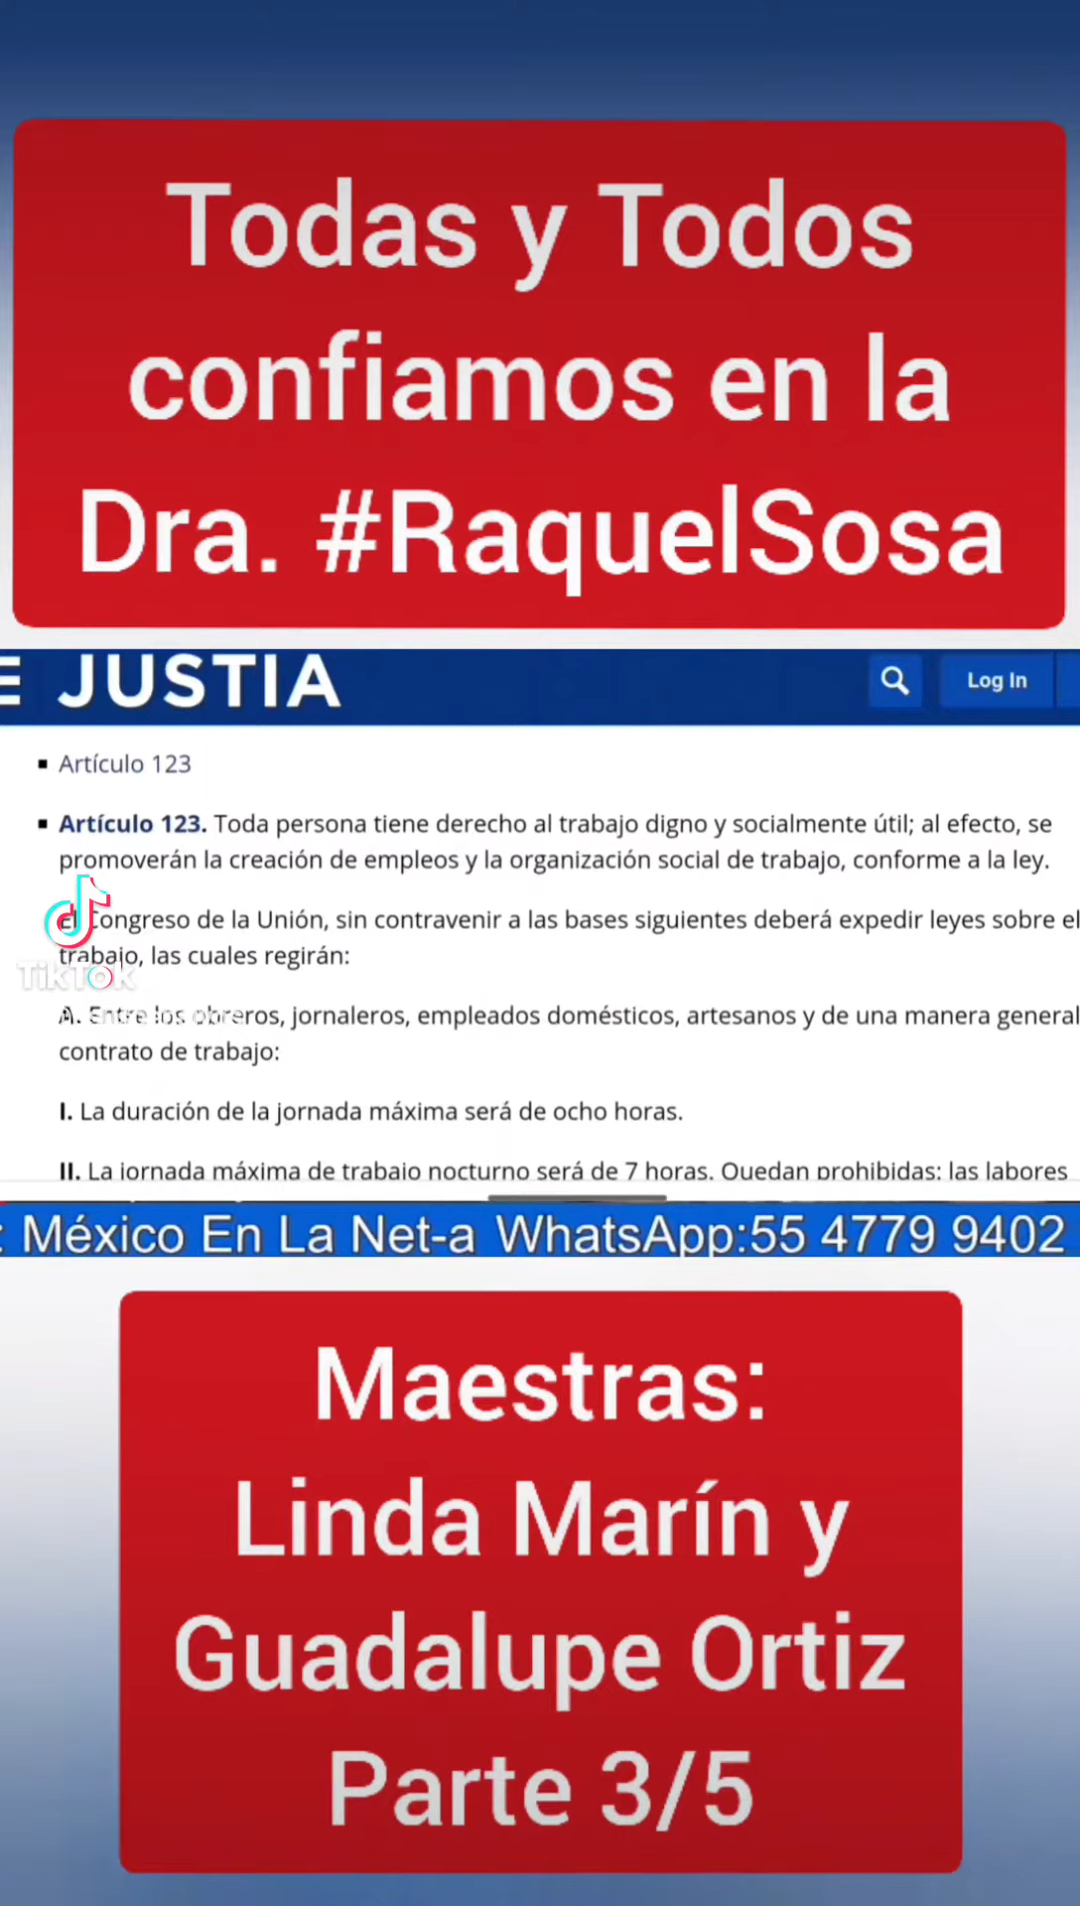 Todas y Todos
confiamos en la
Dra. #RaquelSosa
JUSTIA
Log In
Artículo 123
Artículo 123. Toda persona tiene derecho al trabajo digno y socialmente útil; al efecto, se
promoverán la creación de empleos y la organización social de trabajo, conforme a la ley.
El Congreso de la Unión, sin contravenir a las bases siguientes deberá expedir leyes sobre el
trabajo, las cuales regirán:
TikTok
A. Entre los obreros, jornaleros, empleados domésticos, artesanos y de una manera general
contrato de trabajo:
I. La duración de la jornada máxima será de ocho horas.
II. La jornada máxima de trabajo nocturno será de 7 horas. Quedan prohibidas: las labores
: México En La Net-a WhatsApp:55 4779 9402
Maestras:
Linda Marín y
Guadalupe Ortiz
Parte 3/5